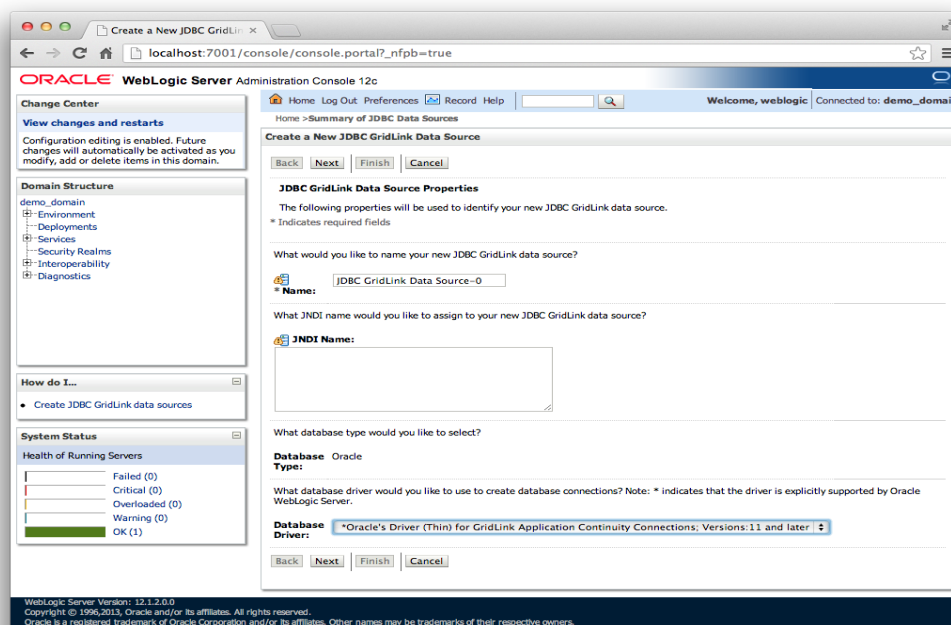 Create a New JDBC GridLin
localhost:7001/console/console.portal?_nfpb=true
ORACLE WebLogic Server Administration Console 12c
Change Center
View changes and restarts
Configuration editing is enabled. Future
changes will automatically be activated as you
modify, add or delete items in this domain.
Domain Structure
demo_domain
Environment
Deployments
Services
Security Realms
Interoperability
Diagnostics
How do I...
Create JDBC GridLink data sources
System Status
Health of Running Servers
Failed (0)
Critical (0)
Overloaded (0)
Warning (0)
OK (1)
Home Log Out Preferences Record Help
Welcome, weblogic Connected to: demo_domai
Home >Summary of JDBC Data Sources
Create a New JDBC GridLink Data Source
Back Next Finish Cancel
JDBC GridLink Data Source Properties
The following properties will be used to identify your new JDBC GridLink data source.
* Indicates required fields
What would you like to name your new JDBC GridLink data source?
* Name: JDBC GridLink Data Source-0
What JNDI name would you like to assign to your new JDBC GridLink data source?
JNDI Name:
What database type would you like to select?
Database Oracle
Type:
What database driver would you like to use to create database connections? Note: * indicates that the driver is explicitly supported by Oracle
WebLogic Server.
Database *Oracle's Driver (Thin) for GridLink Application Continuity Connections; Versions:11 and later
Driver:
Back Next Finish Cancel
WebLogic Server Version: 12.1.2.0.0
Copyright © 1996,2013, Oracle and/or its affiliates. All rights reserved.
Oracle is a registered trademark of Oracle Corporation and/or its affiliates. Other names may be trademarks of their respective owners.